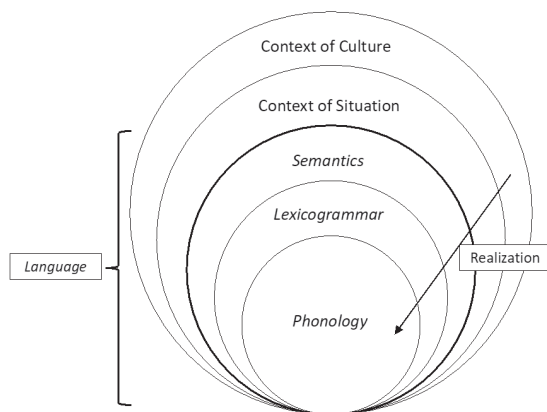 Context of Culture
Context of Situation
Semantics
Lexicogrammar
Realization
Language
Phonology